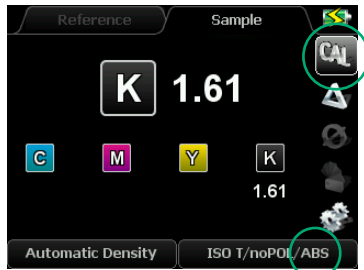 Reference Sample
CAL
K 1.61
C M Y K
1.61
Automatic Density ISO T/noPOL/ABS